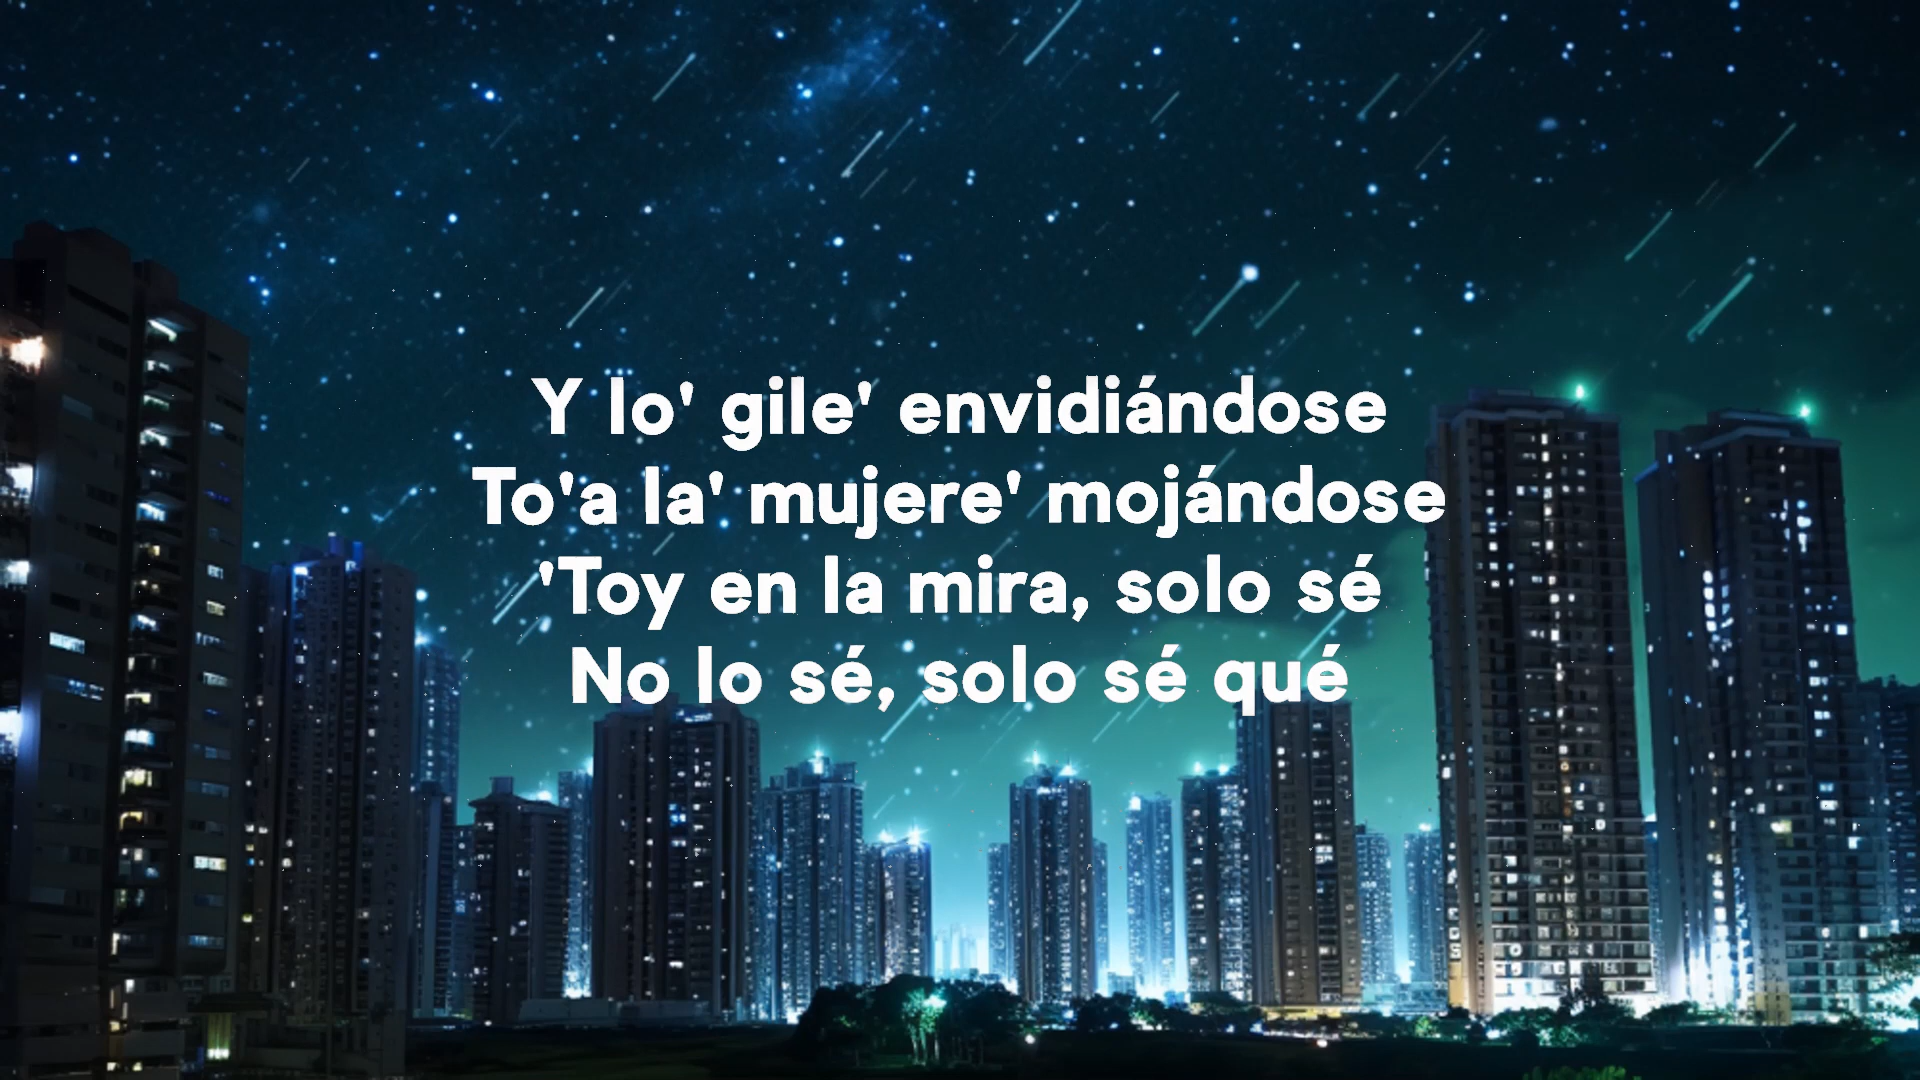 Y lo' gile' envidiándose
To'a la' mujere' mojándose
'Toy en la mira, solo sé
No lo sé, solo sé qué